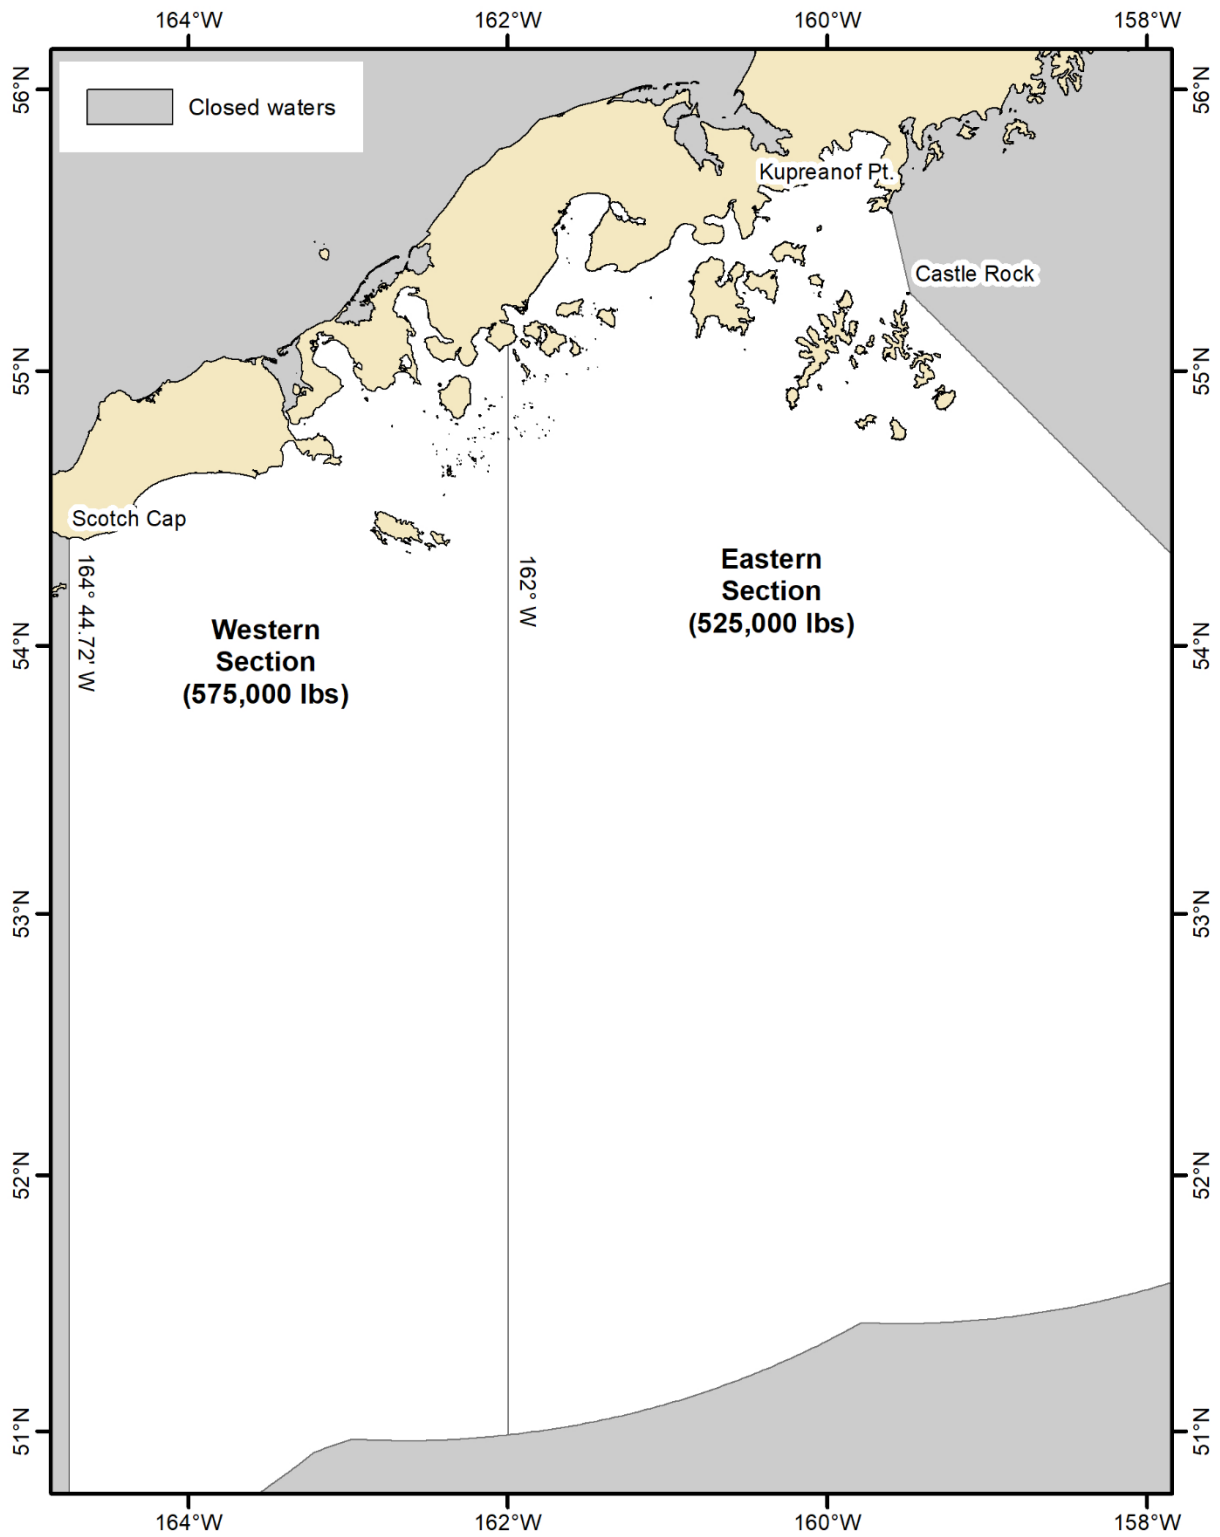 164°W
162°W
160°W
158°W
56°N
56°N
Closed waters
Kupreanof Pt.
Castle Rock
55°N
55°N
Scotch Cap
164° 44.72' W
162° W
Eastern
Section
(525,000 lbs)
Western
Section
(575,000 lbs)
54°N
54°N
53°N
53°N
52°N
52°N
51°N
51°N
164°W
162°W
160°W
158°W